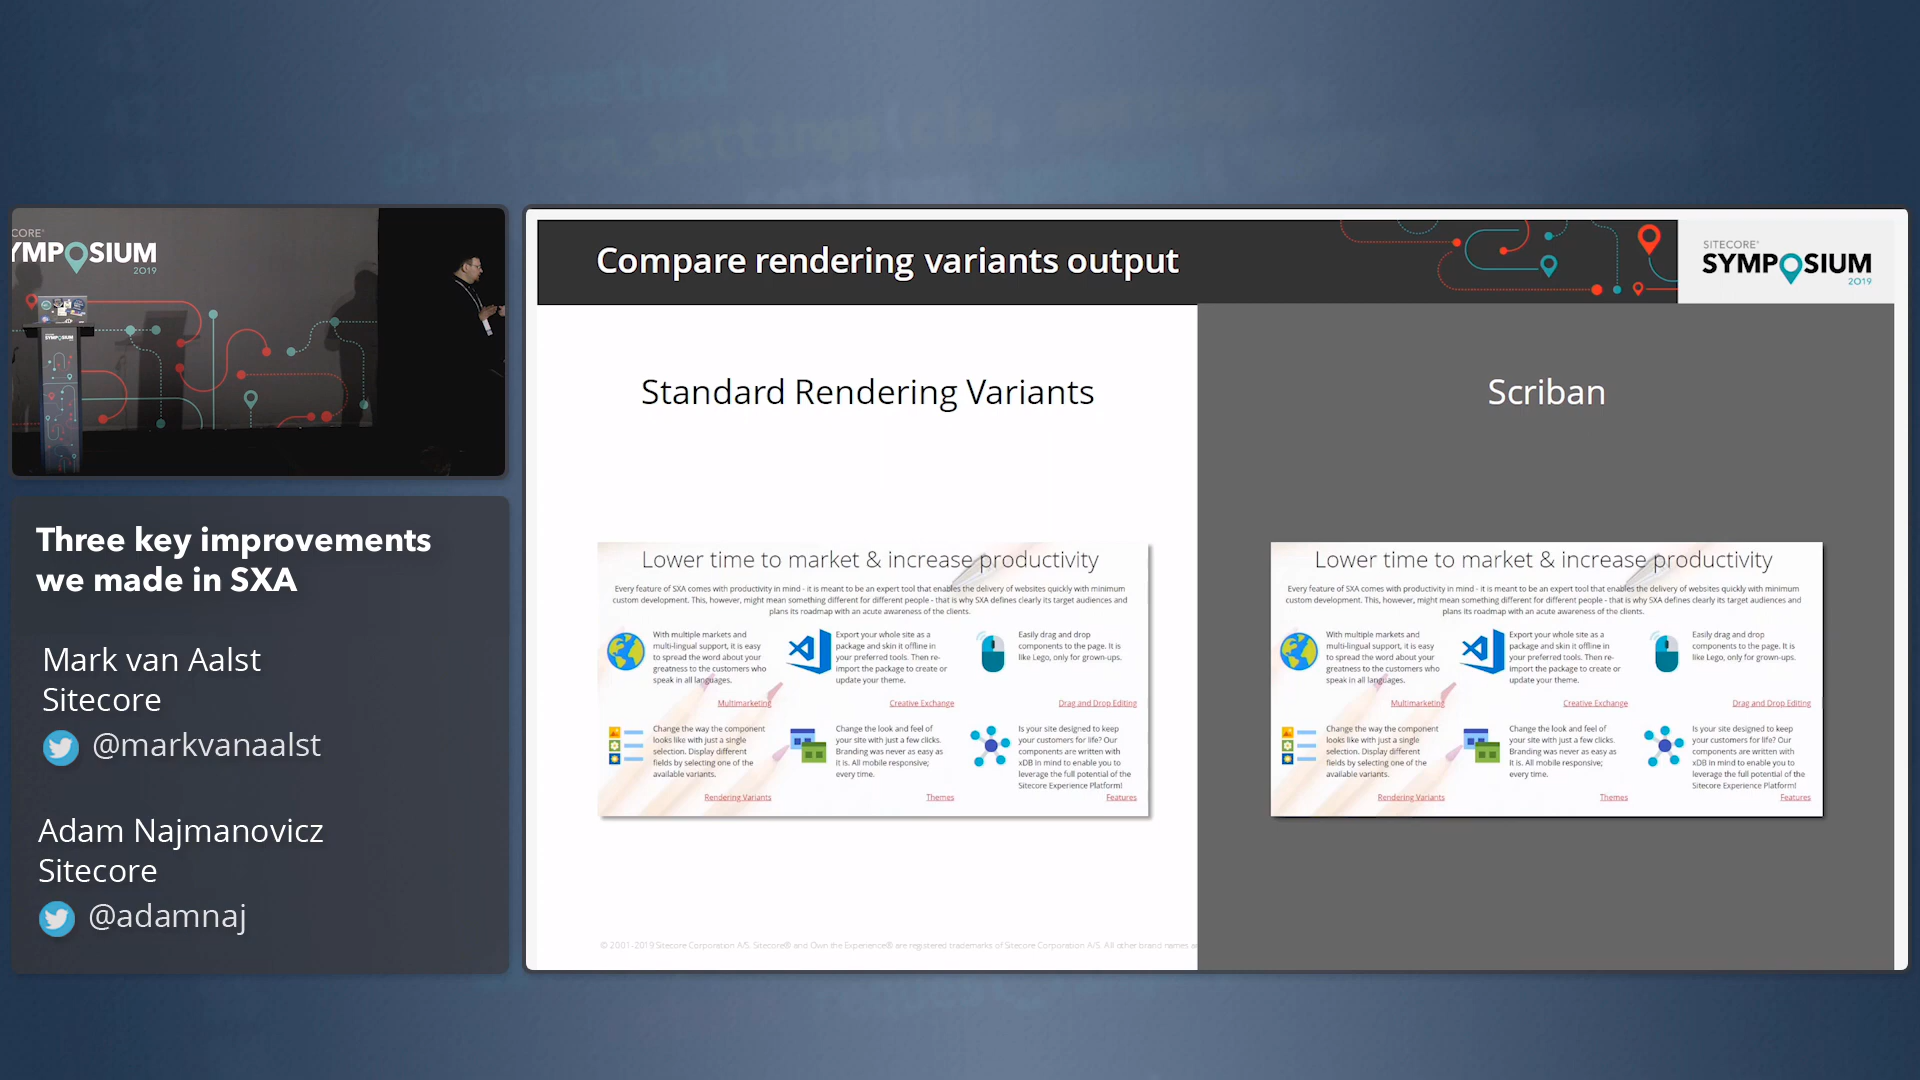 CORE
YMPOSIUM
2019
SYMPOSIUM
Three key improvements
we made in SXA
Mark van Aalst
Sitecore
@markvanaalst
Adam Najmanovicz
Sitecore
@adamnaj
Compare rendering variants output
SITECORE®
SYMPOSIUM
2019
Standard Rendering Variants
Lower time to market & increase productivity
Every feature of SXA comes with productivity in mind - it is meant to be an expert tool that enables the delivery of websites quickly with minimum
custom development. This, however, might mean something different for different people - that is why SXA defines clearly its target audiences and
plans its roadmap with an acute awareness of the clients.
With multiple markets and
multi-lingual support, it is easy
to spread the word about your
greatness to the customers who
speak in all languages.
Multimarketing
Export your whole site as a
package and skin it offline in
your preferred tools. Then re-
import the package to create or
update your theme.
Creative Exchange
Easily drag and drop
components to the page. It is
like Lego, only for grown-ups.
Drag and Drop Editing
Change the way the component
looks like with just a single
selection. Display different
fields by selecting one of the
available variants.
Rendering Variants
Change the look and feel of
your site with just a few clicks.
Branding was never as easy as
it is. All mobile responsive;
every time.
Themes
Is your site designed to keep
your customers for life? Our
components are written with
xDB in mind to enable you to
leverage the full potential of the
Sitecore Experience Platform!
Features
© 2001-2019 Sitecore Corporation A/S. Sitecore® and Own the Experience® are registered trademarks of Sitecore Corporation A/S. All other brand names a
Scriban
Lower time to market & increase productivity
Every feature of SXA comes with productivity in mind - it is meant to be an expert tool that enables the delivery of websites quickly with minimum
custom development. This, however, might mean something different for different people - that is why SXA defines clearly its target audiences and
plans its roadmap with an acute awareness of the clients.
With multiple markets and
multi-lingual support, it is easy
to spread the word about your
greatness to the customers who
speak in all languages.
Multimarketing
Export your whole site as a
package and skin it offline in
your preferred tools. Then re-
import the package to create or
update your theme.
Creative Exchange
Easily drag and drop
components to the page. It is
like Lego, only for grown-ups.
Drag and Drop Editing
Change the way the component
looks like with just a single
selection. Display different
fields by selecting one of the
available variants.
Rendering Variants
Change the look and feel of
your site with just a few clicks.
Branding was never as easy as
it is. All mobile responsive;
every time.
Themes
Is your site designed to keep
your customers for life? Our
components are written with
xDB in mind to enable you to
leverage the full potential of the
Sitecore Experience Platform!
Features